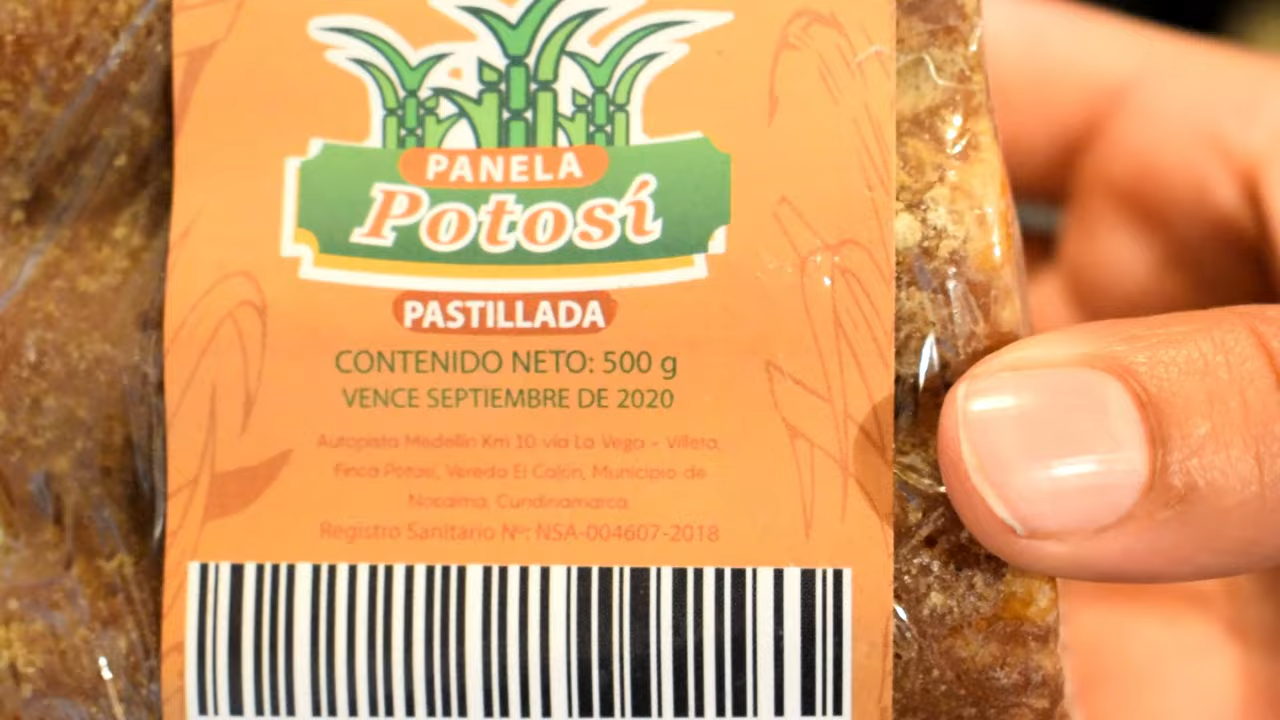 PANELA
Potosí
PASTILLADA
CONTENIDO NETO: 500 g
VENCE SEPTIEMBRE DE 2020
Autopista Medellín Km 10 vía La Vega - Villeta,
Finca Potosí, Vereda El Cajón, Municipio de
Nocaima, Cundinamarca
Registro Sanitario Nº: NSA-004607-2018